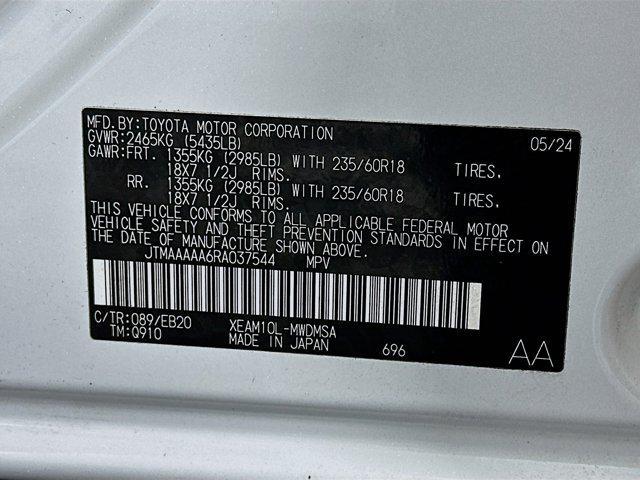 MFD.BY:TOYOTA MOTOR CORPORATION 05/24
GVWR:2465KG (5435LB)
GAWR:FRT. 1355KG (2985LB) WITH 235/60R18 TIRES.
18X7 1/2J RIMS.
RR. 1355KG (2985LB) WITH 235/60R18 TIRES.
18X7 1/2J RIMS.
THIS VEHICLE CONFORMS TO ALL APPLICABLE FEDERAL MOTOR
VEHICLE SAFETY AND THEFT PREVENTION STANDARDS IN EFFECT ON
THE DATE OF MANUFACTURE SHOWN ABOVE.
JTMAAAAA6RA037544 MPV
C/TR:089/EB20 XEAM10L-MWDMSA
TM:Q910 MADE IN JAPAN 696 AA